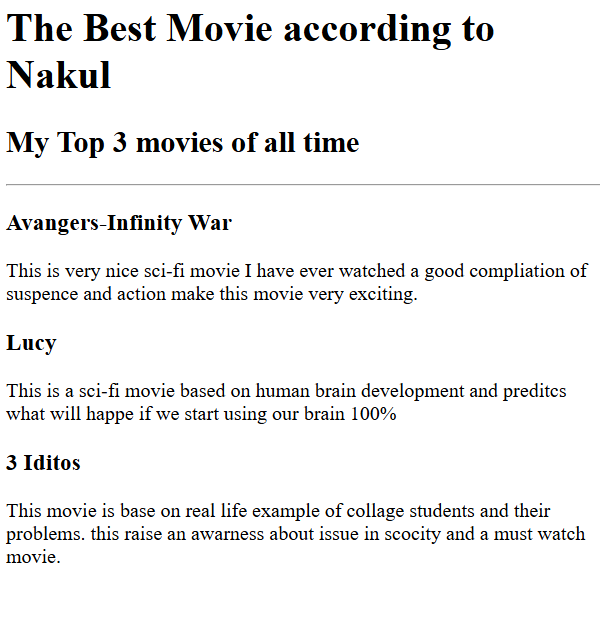 The Best Movie according to
Nakul
My Top 3 movies of all time
Avangers-Infinity War
This is very nice sci-fi movie I have ever watched a good compliation of
suspence and action make this movie very exciting.
Lucy
This is a sci-fi movie based on human brain development and preditcs
what will happe if we start using our brain 100%
3 Iditos
This movie is base on real life example of collage students and their
problems. this raise an awarness about issue in scocity and a must watch
movie.